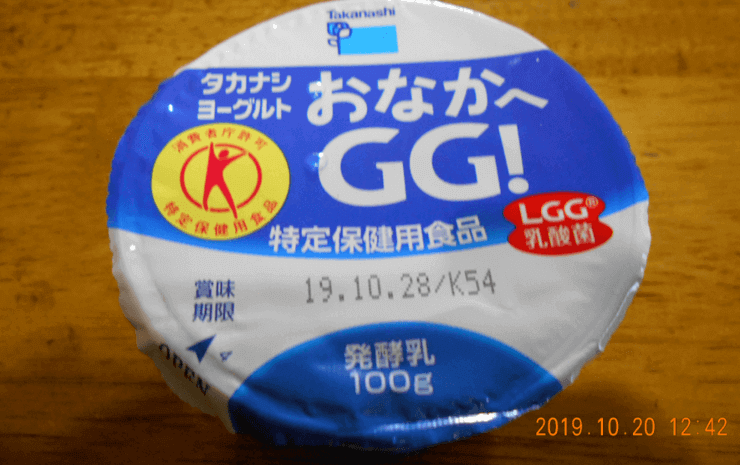 Takanashi
タカナシ
ヨーグルト
おなかへ
GG!
消費者庁許可
特定保健用食品
特定保健用食品
LGG®
乳酸菌
賞味
期限
19.10.28/K54
OPEN
発酵乳
100g
2019.10.20 12:42